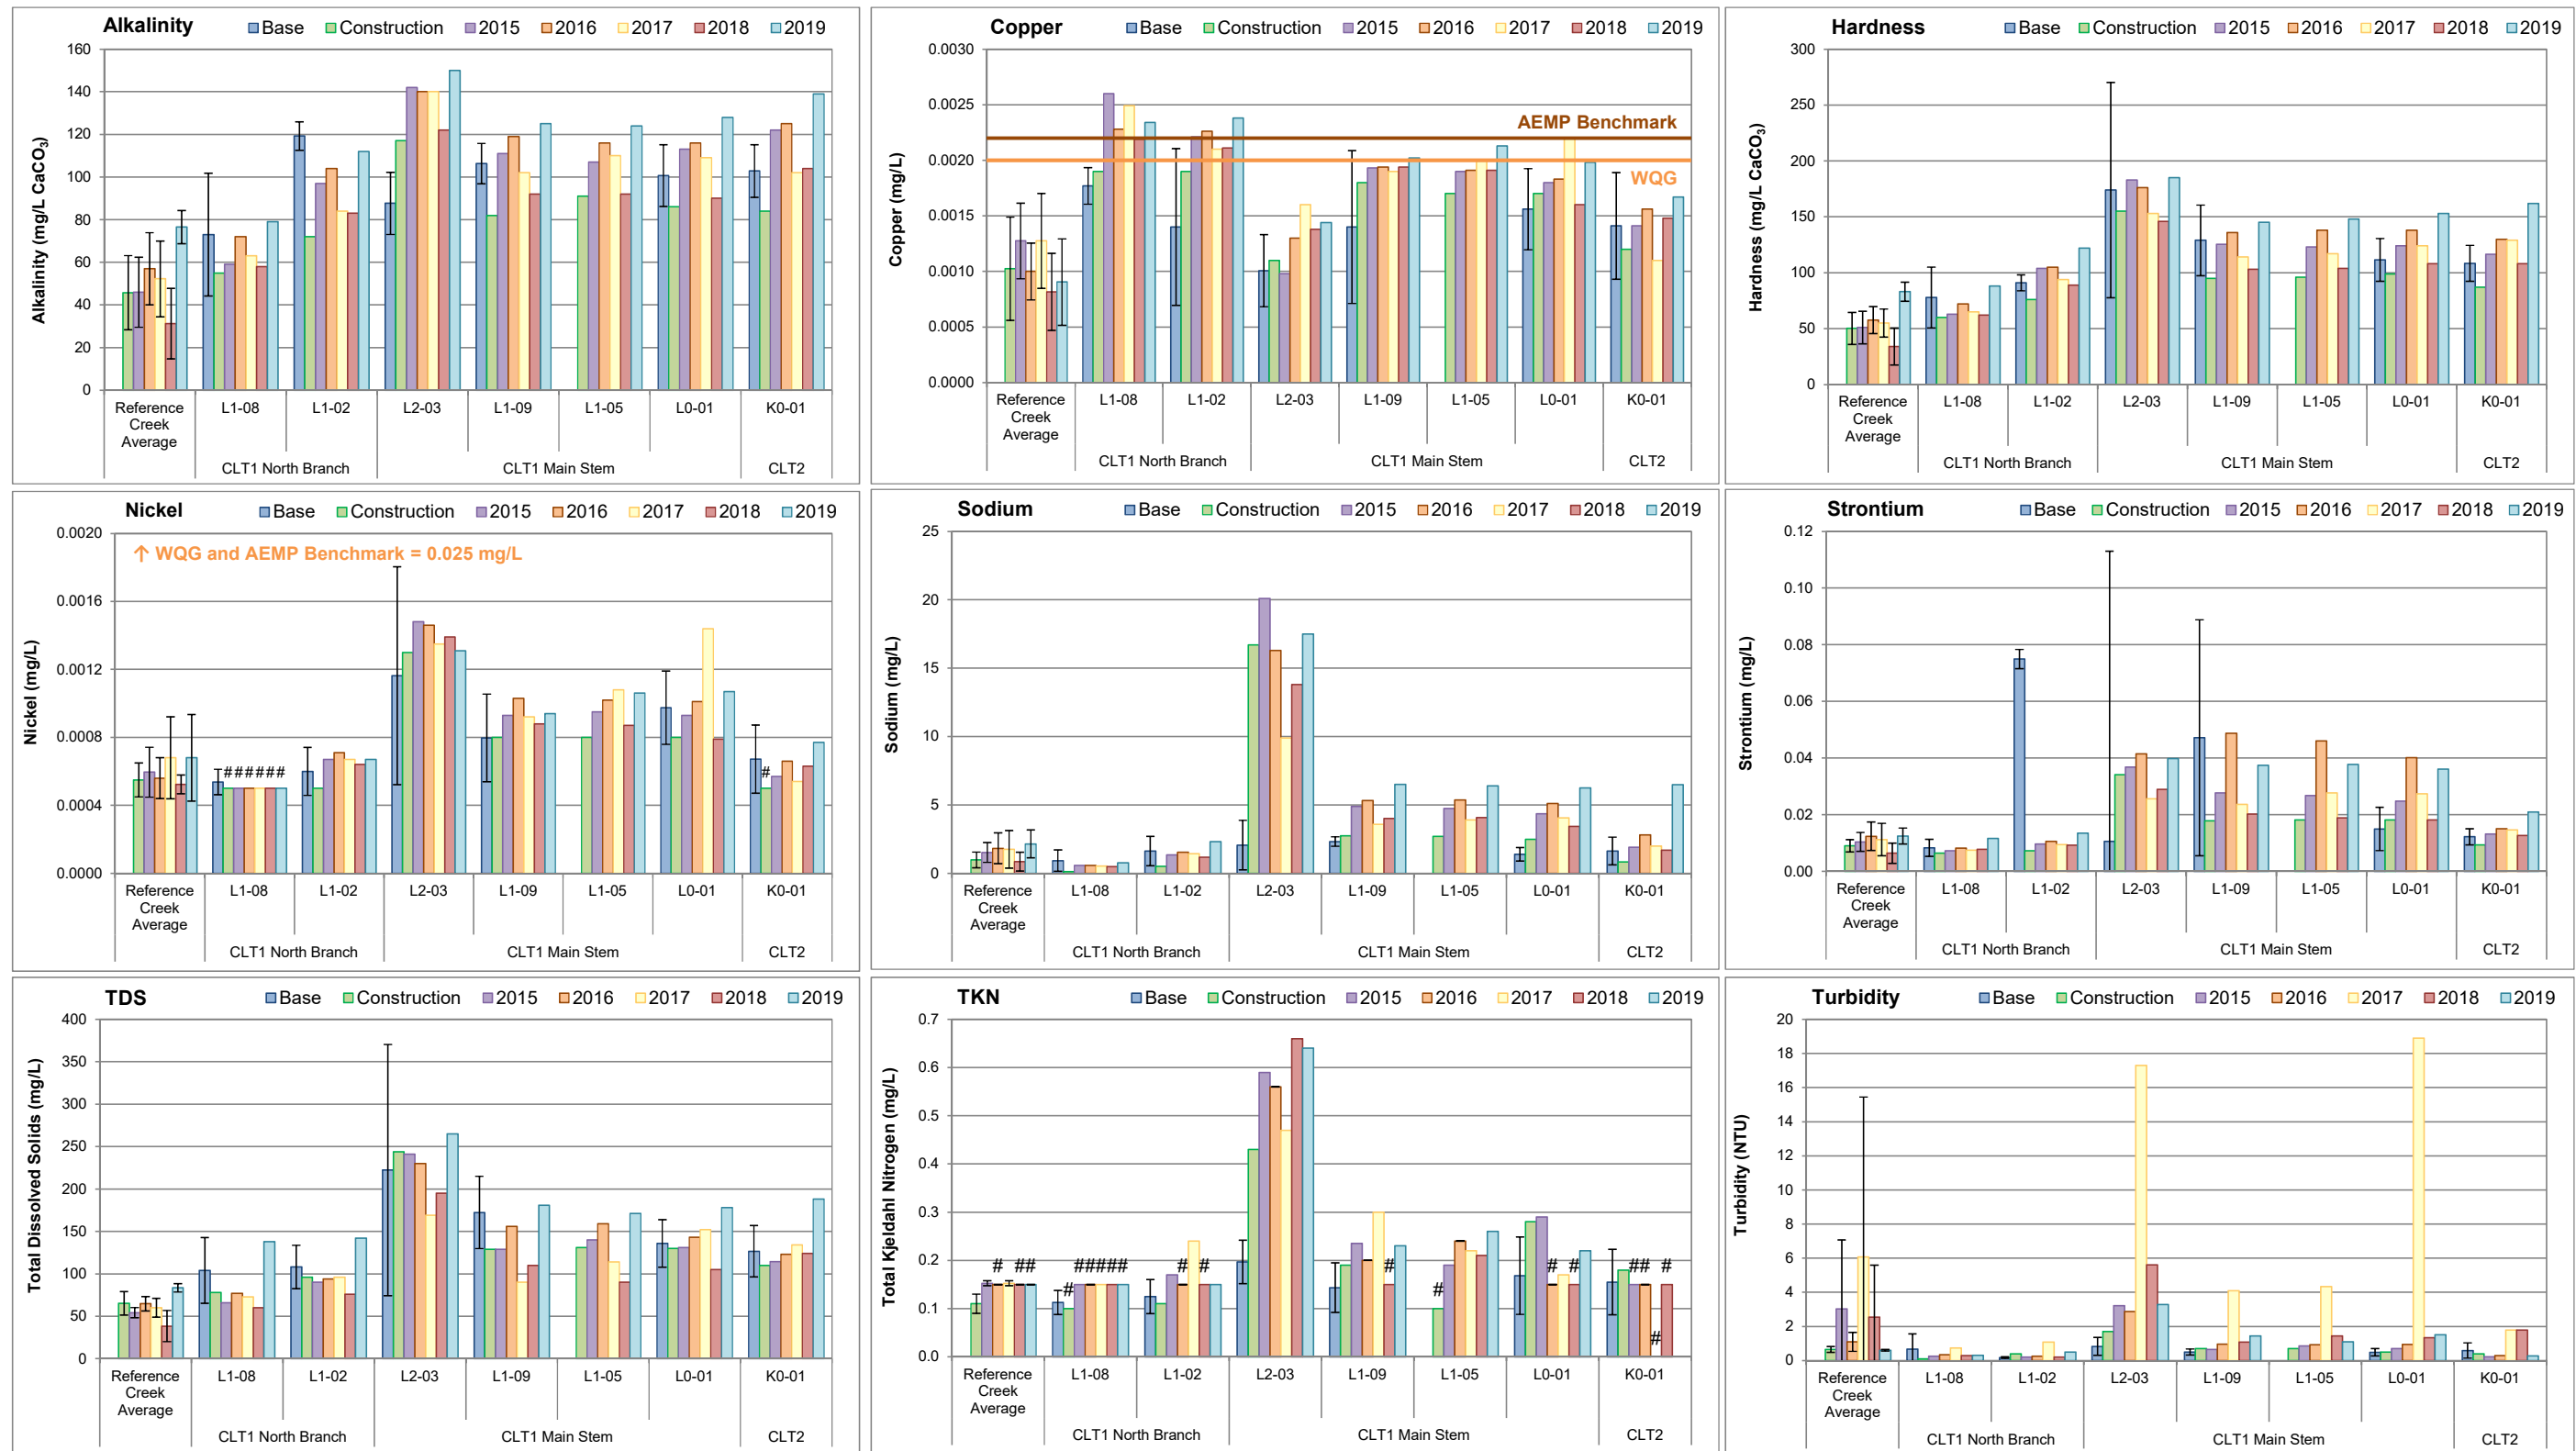 Alkalinity Base Construction 2015 2016 2017 2018 2019
Alkalinity (mg/L CaCO3)
160
140
120
100
80
60
40
20
0
Reference Creek Average L1-08 L1-02 L2-03 L1-09 L1-05 L0-01 K0-01
CLT1 North Branch CLT1 Main Stem CLT2
Copper Base Construction 2015 2016 2017 2018 2019
Copper (mg/L)
0.0030
0.0025
0.0020
0.0015
0.0010
0.0005
0.0000
AEMP Benchmark
WQG
Reference Creek Average L1-08 L1-02 L2-03 L1-09 L1-05 L0-01 K0-01
CLT1 North Branch CLT1 Main Stem CLT2
Hardness Base Construction 2015 2016 2017 2018 2019
Hardness (mg/L CaCO3)
300
250
200
150
100
50
0
Reference Creek Average L1-08 L1-02 L2-03 L1-09 L1-05 L0-01 K0-01
CLT1 North Branch CLT1 Main Stem CLT2
Nickel Base Construction 2015 2016 2017 2018 2019
↑ WQG and AEMP Benchmark = 0.025 mg/L
Nickel (mg/L)
0.0020
0.0016
0.0012
0.0008
0.0004
0.0000
###### #
Reference Creek Average L1-08 L1-02 L2-03 L1-09 L1-05 L0-01 K0-01
CLT1 North Branch CLT1 Main Stem CLT2
Sodium Base Construction 2015 2016 2017 2018 2019
Sodium (mg/L)
25
20
15
10
5
0
Reference Creek Average L1-08 L1-02 L2-03 L1-09 L1-05 L0-01 K0-01
CLT1 North Branch CLT1 Main Stem CLT2
Strontium Base Construction 2015 2016 2017 2018 2019
Strontium (mg/L)
0.12
0.10
0.08
0.06
0.04
0.02
0.00
Reference Creek Average L1-08 L1-02 L2-03 L1-09 L1-05 L0-01 K0-01
CLT1 North Branch CLT1 Main Stem CLT2
TDS Base Construction 2015 2016 2017 2018 2019
Total Dissolved Solids (mg/L)
400
350
300
250
200
150
100
50
0
Reference Creek Average L1-08 L1-02 L2-03 L1-09 L1-05 L0-01 K0-01
CLT1 North Branch CLT1 Main Stem CLT2
TKN Base Construction 2015 2016 2017 2018 2019
Total Kjeldahl Nitrogen (mg/L)
0.7
0.6
0.5
0.4
0.3
0.2
0.1
0.0
# ## # ##### # # # # # # ## # #
Reference Creek Average L1-08 L1-02 L2-03 L1-09 L1-05 L0-01 K0-01
CLT1 North Branch CLT1 Main Stem CLT2
Turbidity Base Construction 2015 2016 2017 2018 2019
Turbidity (NTU)
20
18
16
14
12
10
8
6
4
2
0
Reference Creek Average L1-08 L1-02 L2-03 L1-09 L1-05 L0-01 K0-01
CLT1 North Branch CLT1 Main Stem CLT2